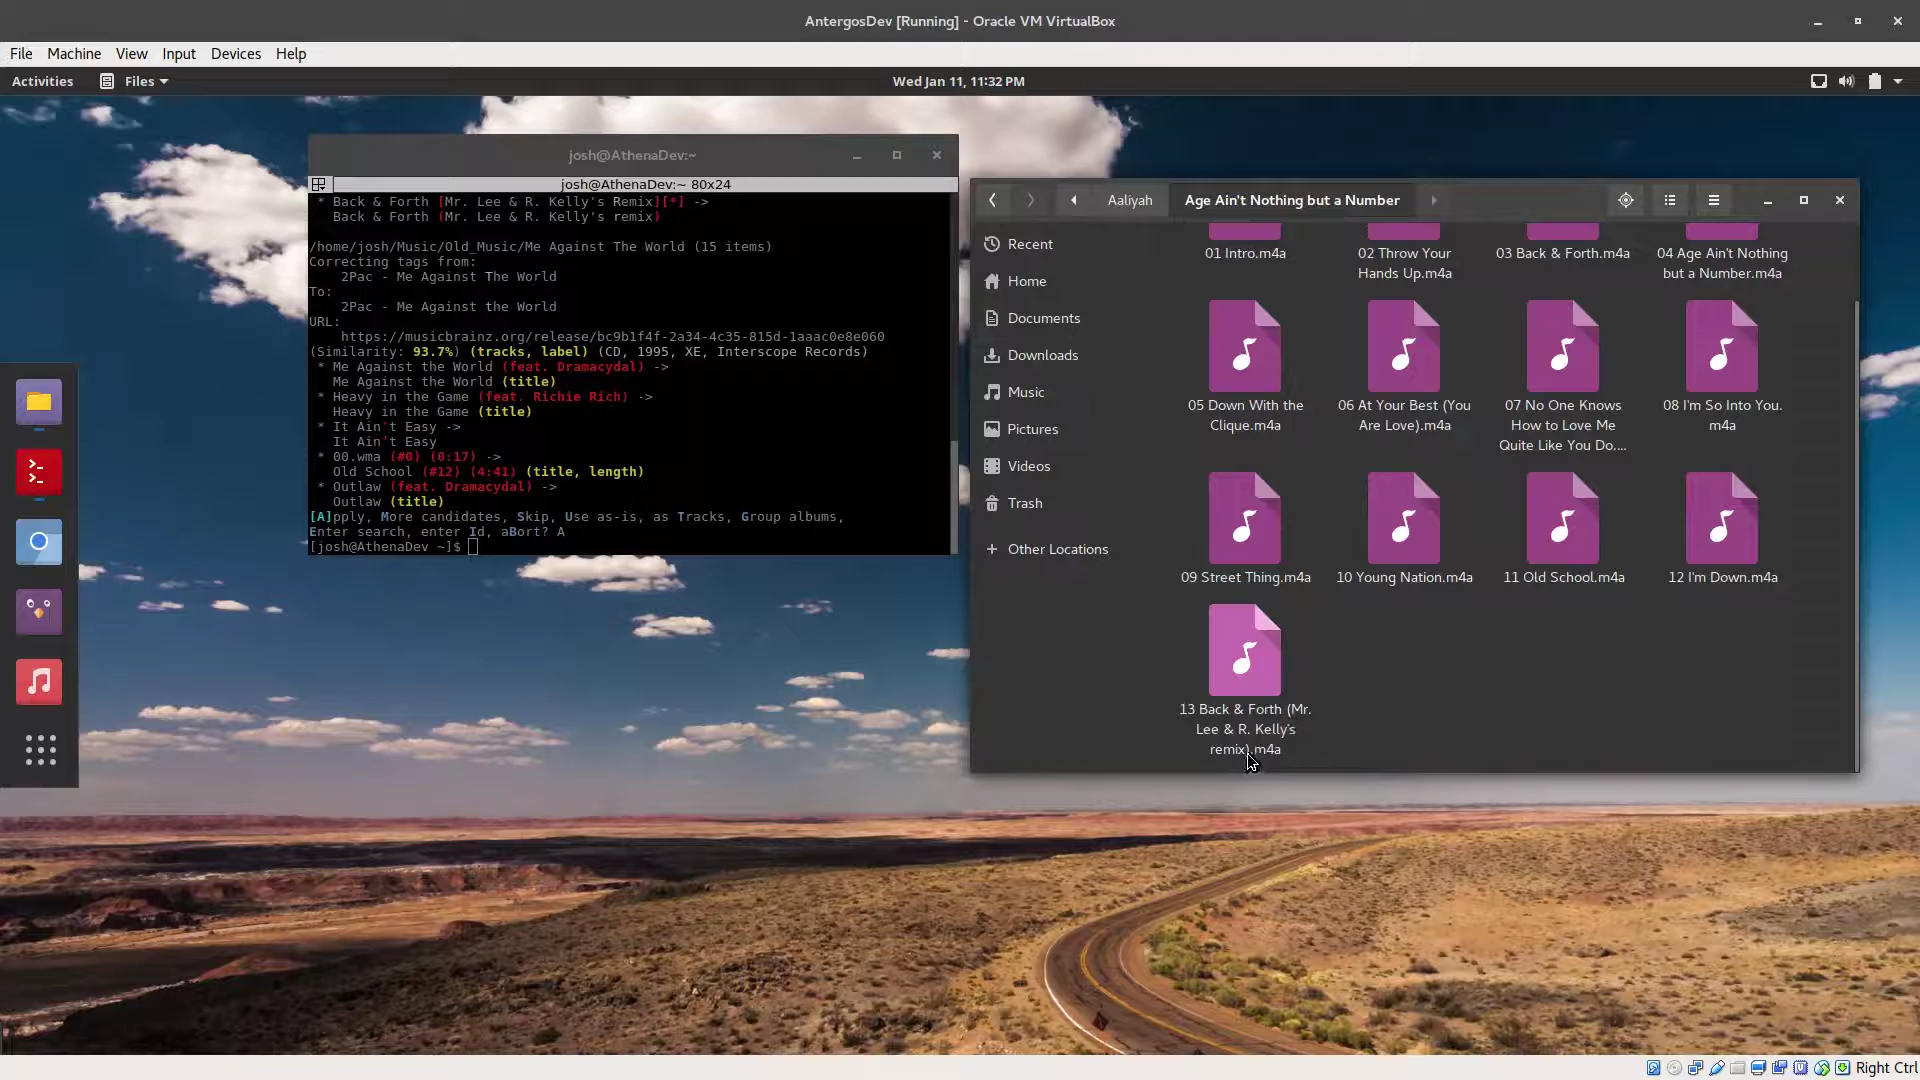 AntergosDev [Running] - Oracle VM VirtualBox
File Machine View Input Devices Help
Activities Files Wed Jan 11, 11:32 PM
josh@AthenaDev:~
josh@AthenaDev:~ 80x24
* Back & Forth [Mr. Lee & R. Kelly's Remix][*] ->
Back & Forth (Mr. Lee & R. Kelly's remix)
/home/josh/Music/Old_Music/Me Against The World (15 items)
Correcting tags from:
2Pac - Me Against The World
To:
2Pac - Me Against the World
URL:
https://musicbrainz.org/release/bc9b1f4f-2a34-4c35-815d-1aaac0e8e060
(Similarity: 93.7%) (tracks, label) (CD, 1995, XE, Interscope Records)
* Me Against the World (feat. Dramacydal) ->
Me Against the World (title)
* Heavy in the Game (feat. Richie Rich) ->
Heavy in the Game (title)
* It Ain't Easy ->
It Ain't Easy
* 00.wma (#0) (0:17) ->
Old School (#12) (4:41) (title, length)
* Outlaw (feat. Dramacydal) ->
Outlaw (title)
[A]pply, More candidates, Skip, Use as-is, as Tracks, Group albums,
Enter search, enter Id, aBort? A
[josh@AthenaDev ~]$
Aaliyah Age Ain't Nothing but a Number
Recent
Home
Documents
Downloads
Music
Pictures
Videos
Trash
Other Locations
01 Intro.m4a
02 Throw Your
Hands Up.m4a
03 Back & Forth.m4a
04 Age Ain't Nothing
but a Number.m4a
05 Down With the
Clique.m4a
06 At Your Best (You
Are Love).m4a
07 No One Knows
How to Love Me
Quite Like You Do....
08 I'm So Into You.
m4a
09 Street Thing.m4a
10 Young Nation.m4a
11 Old School.m4a
12 I'm Down.m4a
13 Back & Forth (Mr.
Lee & R. Kelly's
remix).m4a
Right Ctrl